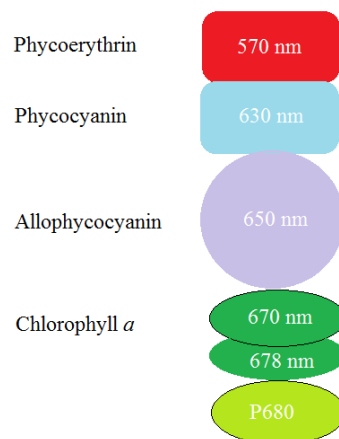 Phycoerythrin 570 nm
Phycocyanin 630 nm
Allophycocyanin 650 nm
Chlorophyll a 670 nm
678 nm
P680